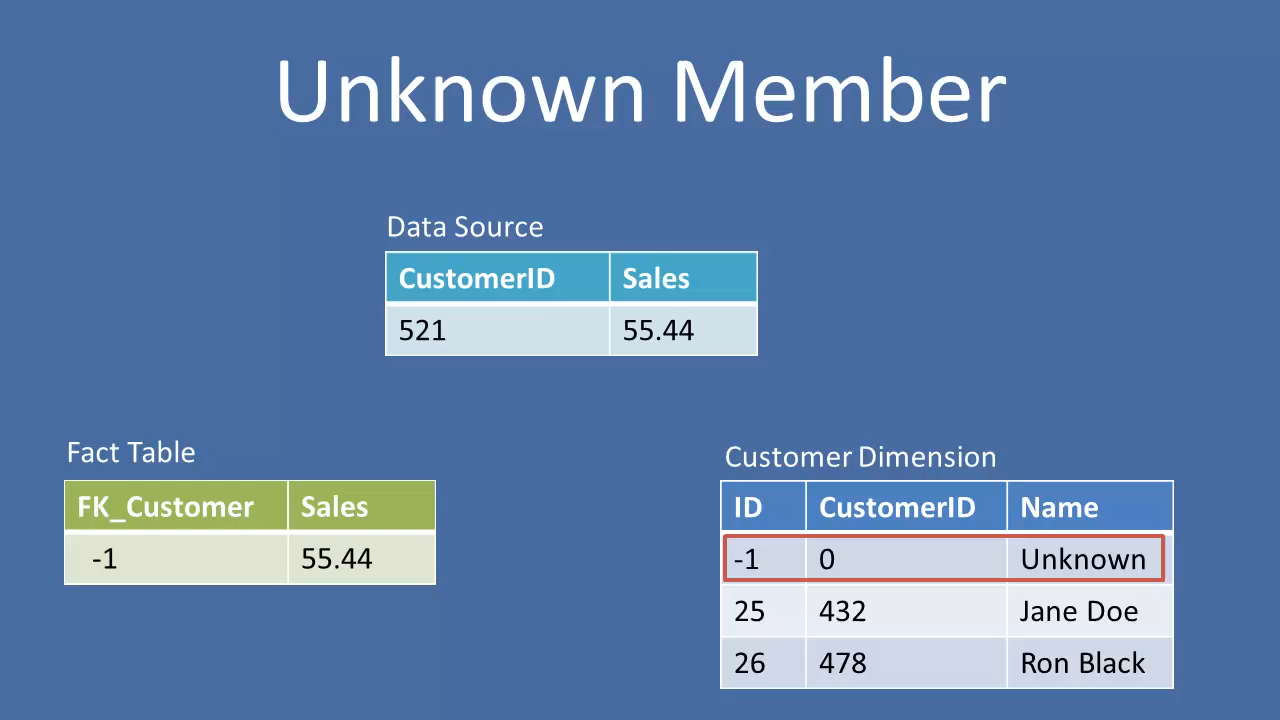 Unknown Member
Data Source
CustomerID Sales
521 55.44
Fact Table
FK_Customer Sales
-1 55.44
Customer Dimension
ID CustomerID Name
-1 0 Unknown
25 432 Jane Doe
26 478 Ron Black